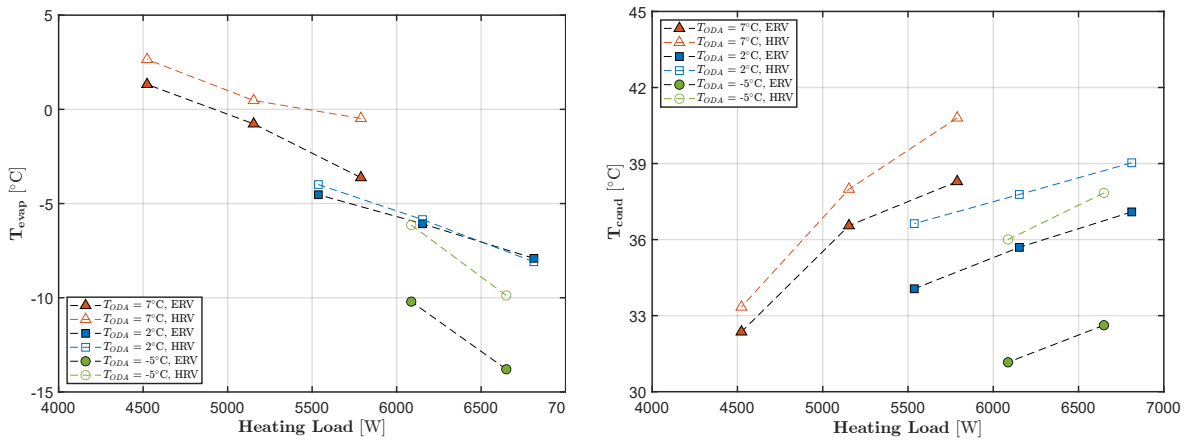 5
0
-5
-10
-15
T_evap [°C]
4000 4500 5000 5500 6000 6500 70
Heating Load [W]
T_ODA = 7°C, ERV
T_ODA = 7°C, HRV
T_ODA = 2°C, ERV
T_ODA = 2°C, HRV
T_ODA = -5°C, ERV
T_ODA = -5°C, HRV
45
42
39
36
33
30
T_cond [°C]
4000 4500 5000 5500 6000 6500 7000
Heating Load [W]
T_ODA = 7°C, ERV
T_ODA = 7°C, HRV
T_ODA = 2°C, ERV
T_ODA = 2°C, HRV
T_ODA = -5°C, ERV
T_ODA = -5°C, HRV